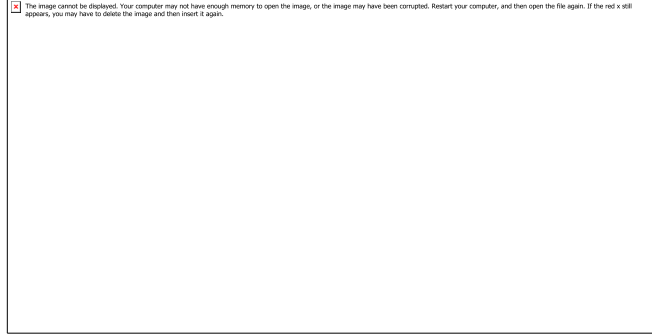 The image cannot be displayed. Your computer may not have enough memory to open the image, or the image may have been corrupted. Restart your computer, and then open the file again. If the red x still
appears, you may have to delete the image and then insert it again.